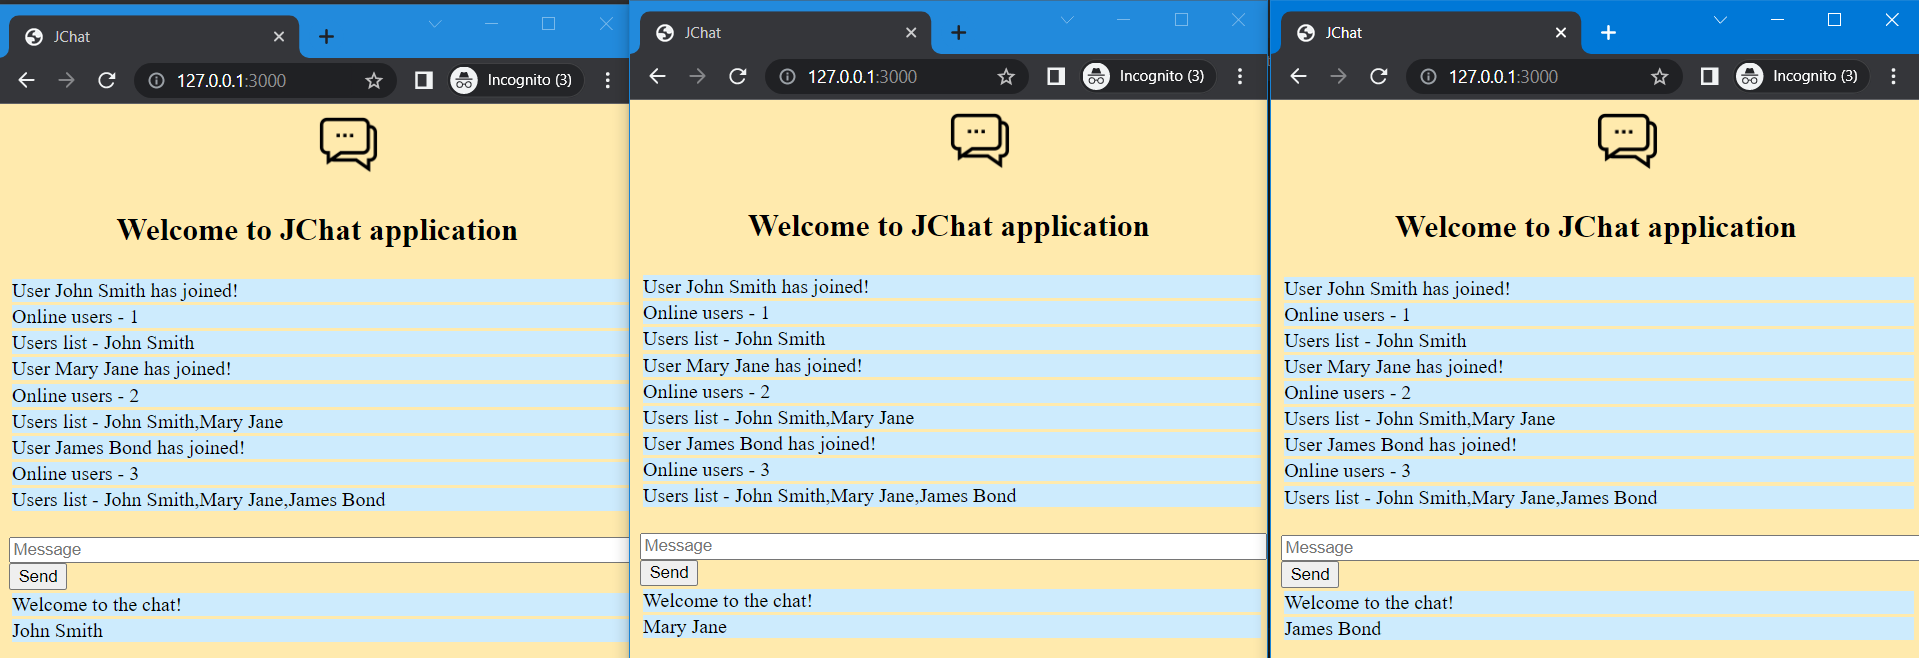 JChat
127.0.0.1:3000
Incognito (3)
Welcome to JChat application
User John Smith has joined!
Online users - 1
Users list - John Smith
User Mary Jane has joined!
Online users - 2
Users list - John Smith,Mary Jane
User James Bond has joined!
Online users - 3
Users list - John Smith,Mary Jane,James Bond
Message
Send
Welcome to the chat!
John Smith
JChat
127.0.0.1:3000
Incognito (3)
Welcome to JChat application
User John Smith has joined!
Online users - 1
Users list - John Smith
User Mary Jane has joined!
Online users - 2
Users list - John Smith,Mary Jane
User James Bond has joined!
Online users - 3
Users list - John Smith,Mary Jane,James Bond
Message
Send
Welcome to the chat!
Mary Jane
JChat
127.0.0.1:3000
Incognito (3)
Welcome to JChat application
User John Smith has joined!
Online users - 1
Users list - John Smith
User Mary Jane has joined!
Online users - 2
Users list - John Smith,Mary Jane
User James Bond has joined!
Online users - 3
Users list - John Smith,Mary Jane,James Bond
Message
Send
Welcome to the chat!
James Bond